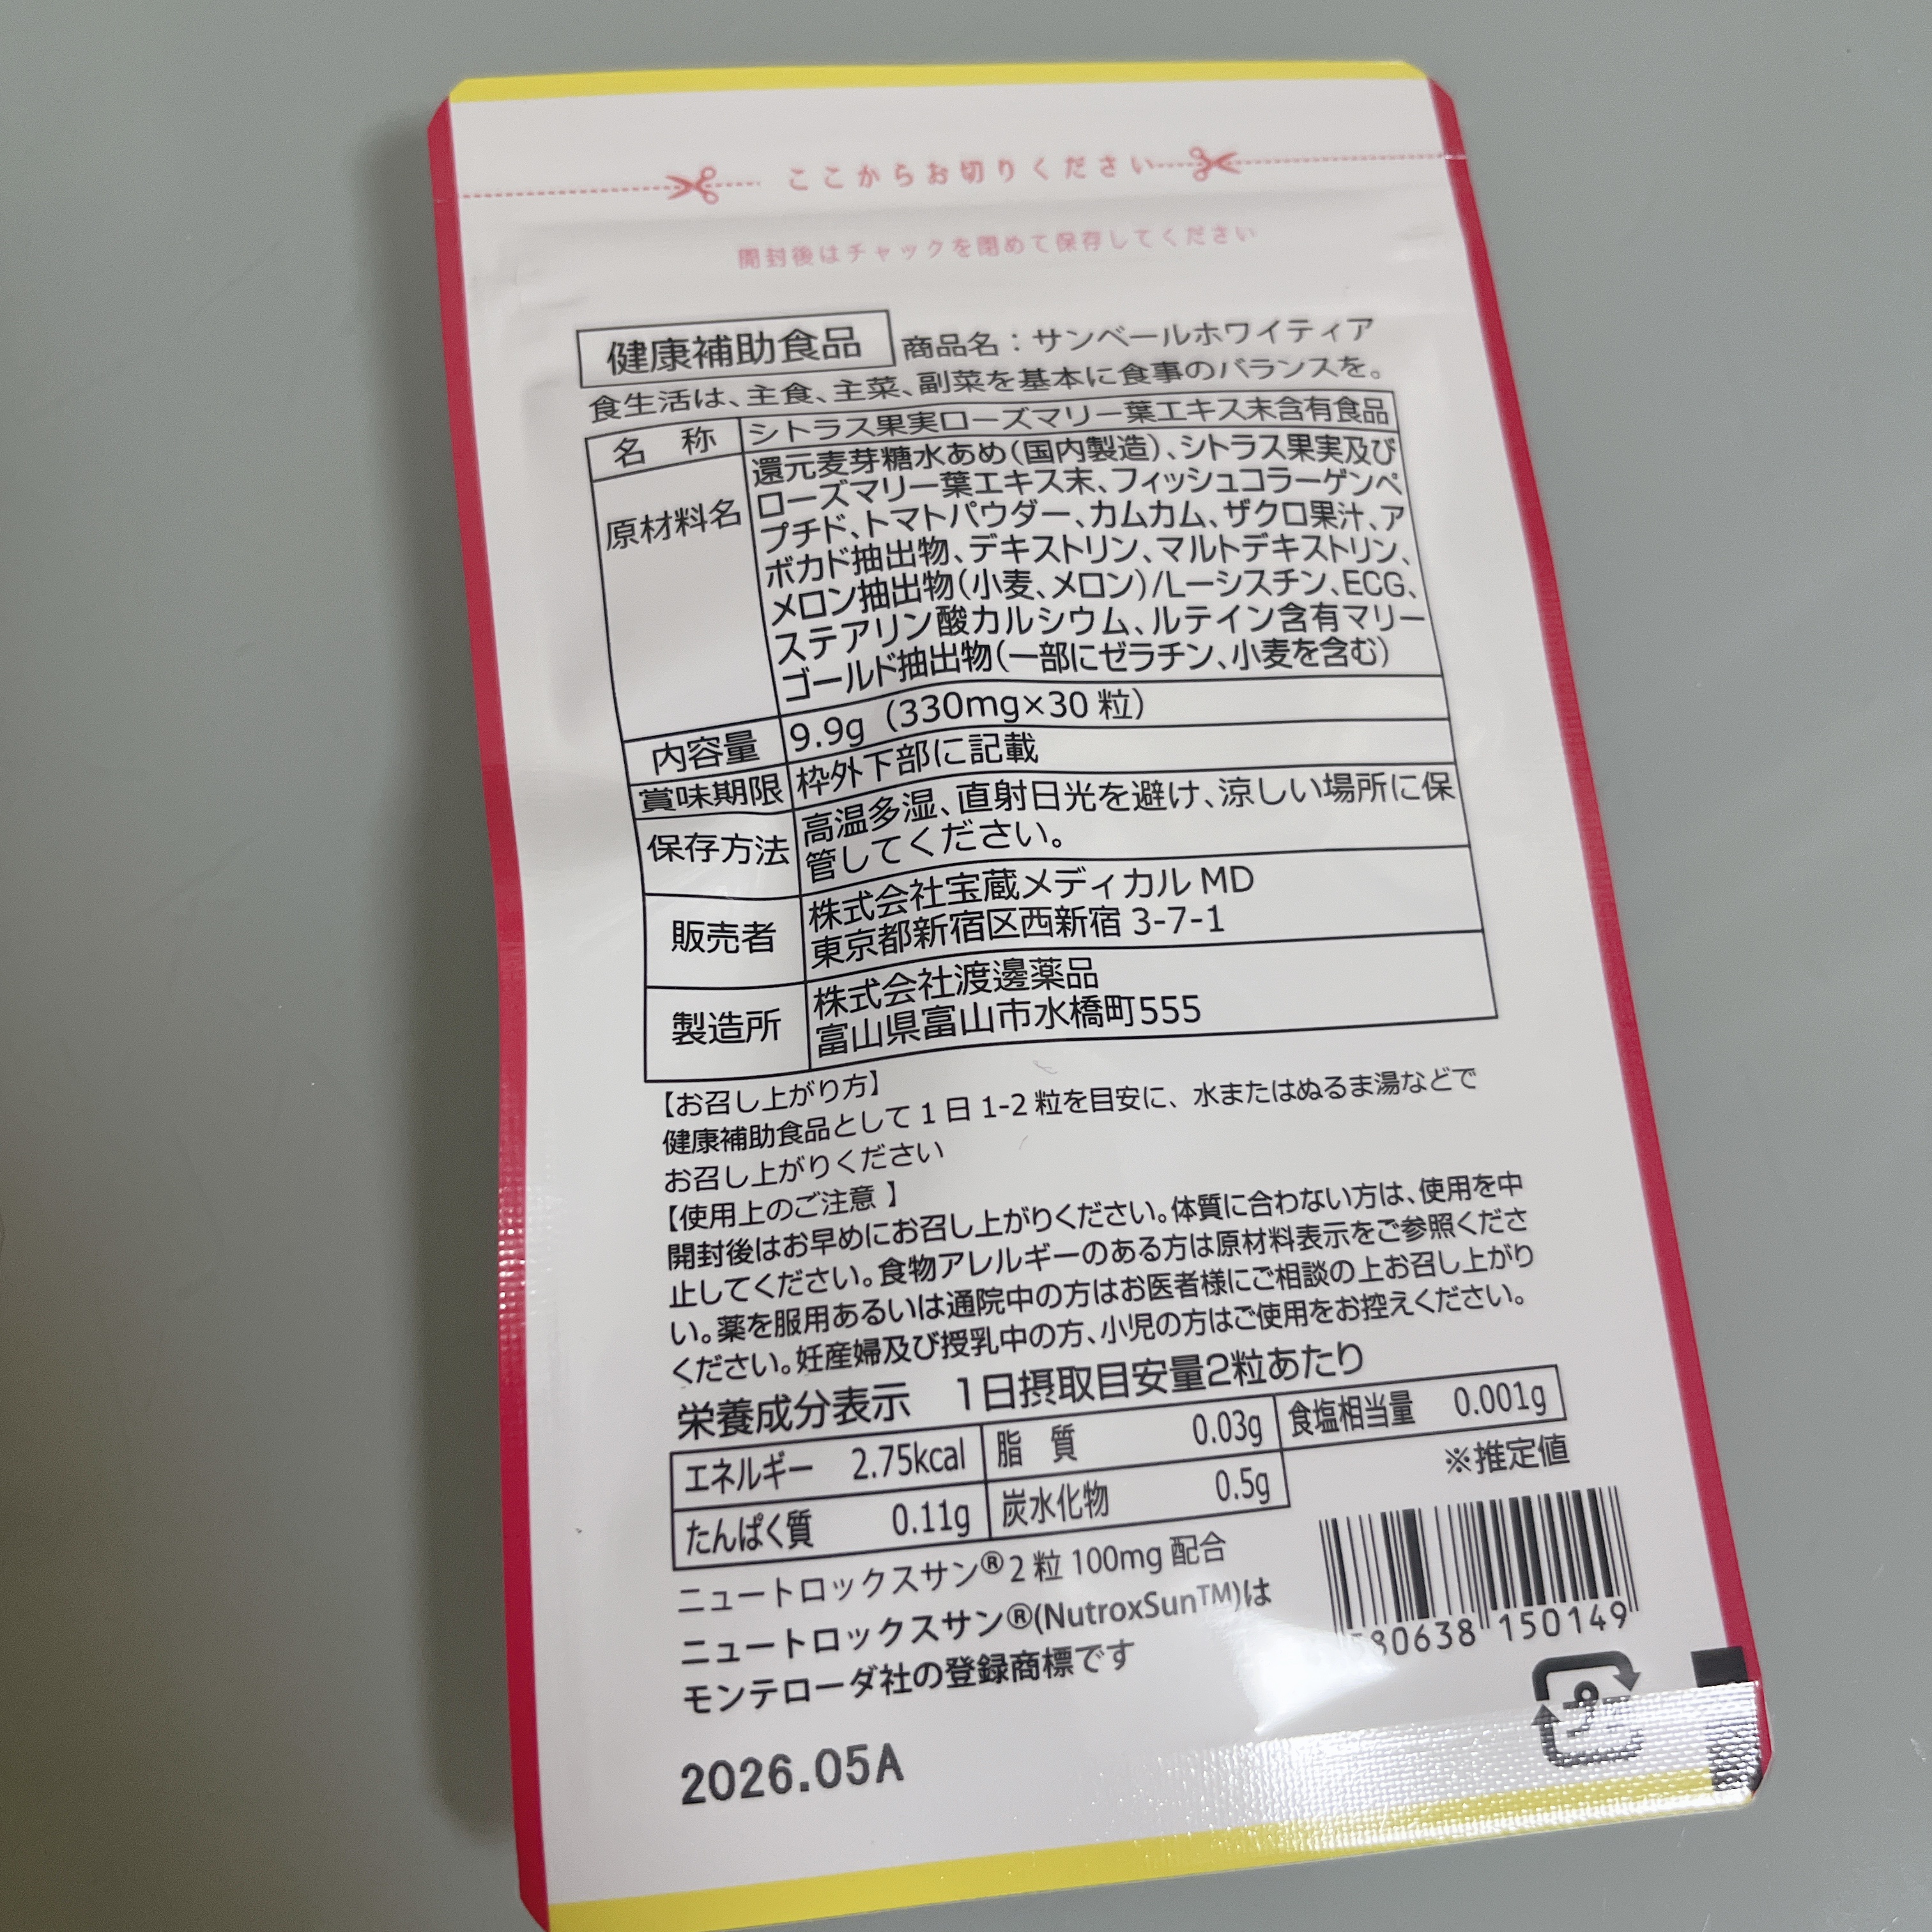 ここからお切りください
開封後はチャックを閉めて保存してください
健康補助食品 商品名：サンベールホワイティア
食生活は、主食、主菜、副菜を基本に食事のバランスを。
名 称 シトラス果実ローズマリー葉エキス末含有食品
原材料名 還元麦芽糖水あめ（国内製造）、シトラス果実及び
ローズマリー葉エキス末、フィッシュコラーゲンペ
プチド、トマトパウダー、カムカム、ザクロ果汁、ア
ボカド抽出物、デキストリン、マルトデキストリン、
メロン抽出物（小麦、メロン）/Lーシスチン、ECG、
ステアリン酸カルシウム、ルテイン含有マリー
ゴールド抽出物（一部にゼラチン、小麦を含む）
内容量 9.9g（330mg×30 粒）
賞味期限 枠外下部に記載
保存方法 高温多湿、直射日光を避け、涼しい場所に保
管してください。
販売者 株式会社宝蔵メディカル MD
東京都新宿区西新宿 3-7-1
製造所 株式会社渡邊薬品
富山県富山市水橋町555
【お召し上がり方】
健康補助食品として 1 日 1-2 粒を目安に、水またはぬるま湯などで
お召し上がりください
【使用上のご注意 】
開封後はお早めにお召し上がりください。体質に合わない方は、使用を中
止してください。食物アレルギーのある方は原材料表示をご参照くださ
い。薬を服用あるいは通院中の方はお医者様にご相談の上お召し上がり
ください。妊産婦及び授乳中の方、小児の方はご使用をお控えください。
栄養成分表示 1日摂取目安量2粒あたり
エネルギー 2.75kcal 脂 質 0.03g 食塩相当量 0.001g
たんぱく質 0.11g 炭水化物 0.5g ※推定値
ニュートロックスサン®2 粒 100mg 配合
ニュートロックスサン®(NutroxSun™)は
モンテローダ社の登録商標です
80638 150149
2026.05A